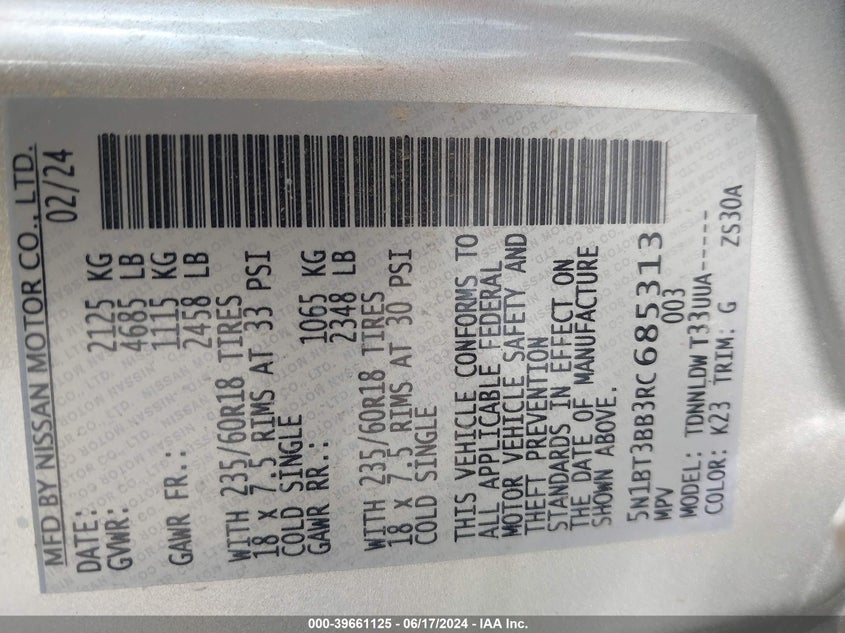 MFD BY NISSAN MOTOR CO., LTD.
DATE: 02/24
GVWR: 2125 KG
4685 LB
GAWR FR.: 1115 KG
2458 LB
WITH 235/60R18 TIRES
18 X 7.5 RIMS AT 33 PSI
COLD SINGLE
GAWR RR.: 1065 KG
2348 LB
WITH 235/60R18 TIRES
18 X 7.5 RIMS AT 30 PSI
COLD SINGLE
THIS VEHICLE CONFORMS TO
ALL APPLICABLE FEDERAL
MOTOR VEHICLE SAFETY AND
THEFT PREVENTION
STANDARDS IN EFFECT ON
THE DATE OF MANUFACTURE
SHOWN ABOVE.
5N1BT3BB3RC685313
MPV 003
MODEL: TDNNLDW T33UUA-----
COLOR: K23 TRIM: G ZS30A
000-39661125 - 06/17/2024 - IAA Inc.